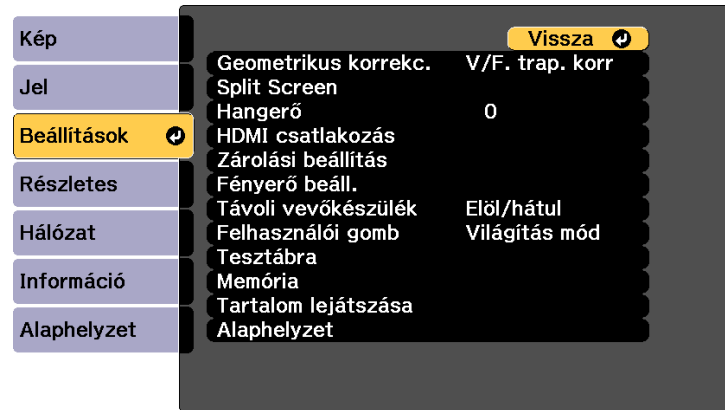 Kép
Jel
Beállítások
Részletes
Hálózat
Információ
Alaphelyzet
Vissza
Geometrikus korrekc. V/F. trap. korr
Split Screen
Hangerő 0
HDMI csatlakozás
Zárolási beállítás
Fényerő beáll.
Távoli vevőkészülék Elöl/hátul
Felhasználói gomb Világítás mód
Tesztábra
Memória
Tartalom lejátszása
Alaphelyzet